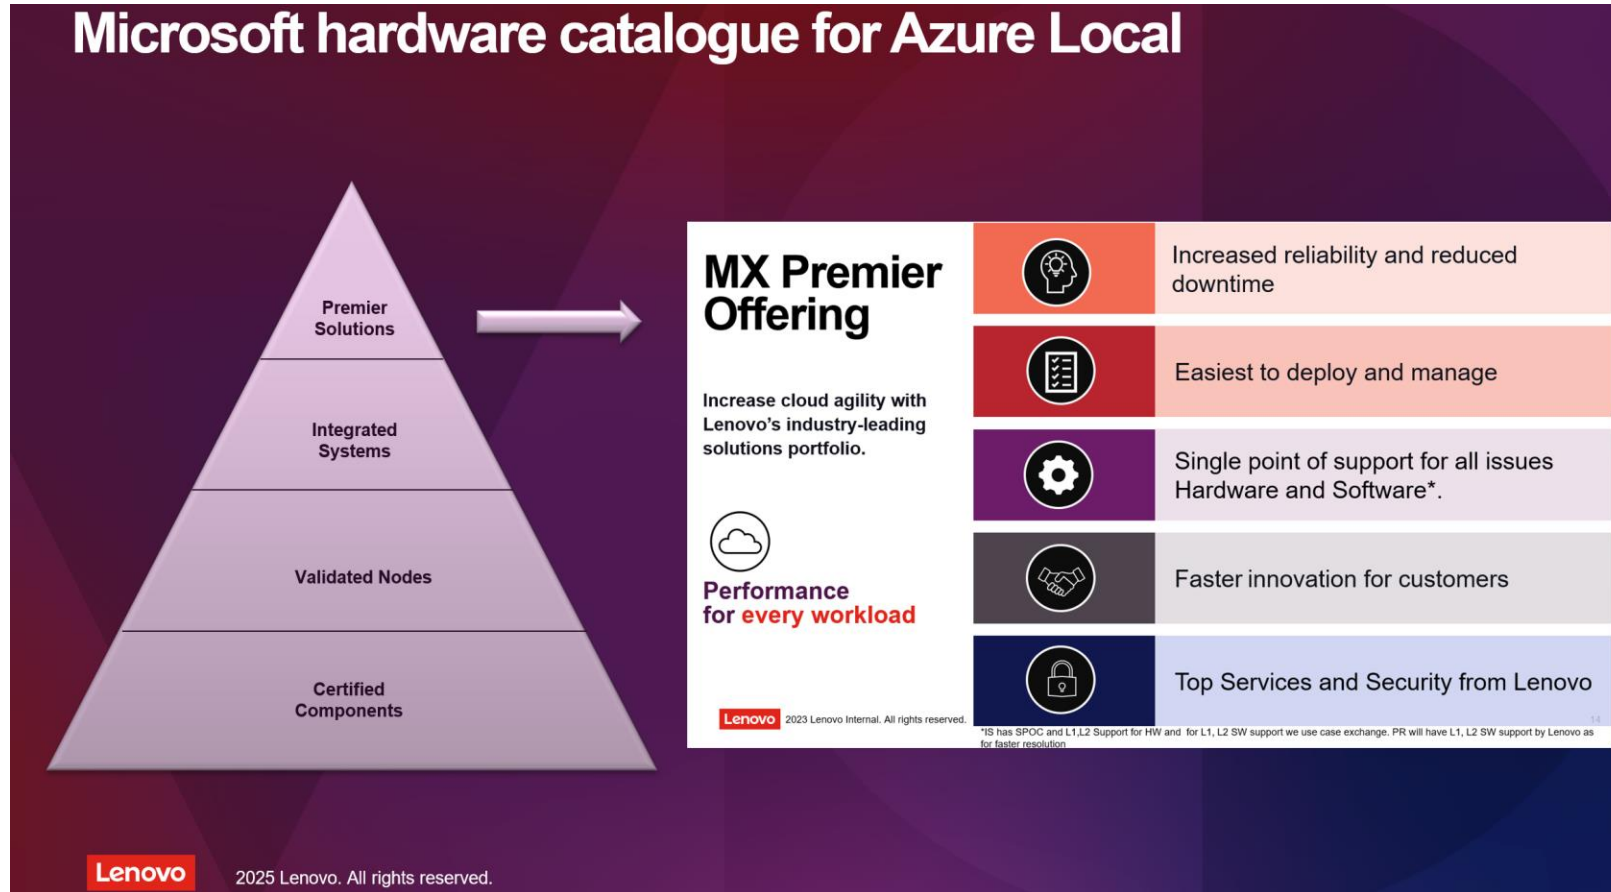 Microsoft hardware catalogue for Azure Local
Premier
Solutions
Integrated
Systems
Validated Nodes
Certified
Components
MX Premier
Offering
Increase cloud agility with
Lenovo's industry-leading
solutions portfolio.
Performance
for every workload
Lenovo 2023 Lenovo Internal. All rights reserved.
Increased reliability and reduced
downtime
Easiest to deploy and manage
Single point of support for all issues
Hardware and Software*.
Faster innovation for customers
Top Services and Security from Lenovo
14
*IS has SPOC and L1,L2 Support for HW and for L1, L2 SW support we use case exchange. PR will have L1, L2 SW support by Lenovo as
for faster resolution
Lenovo 2025 Lenovo. All rights reserved.